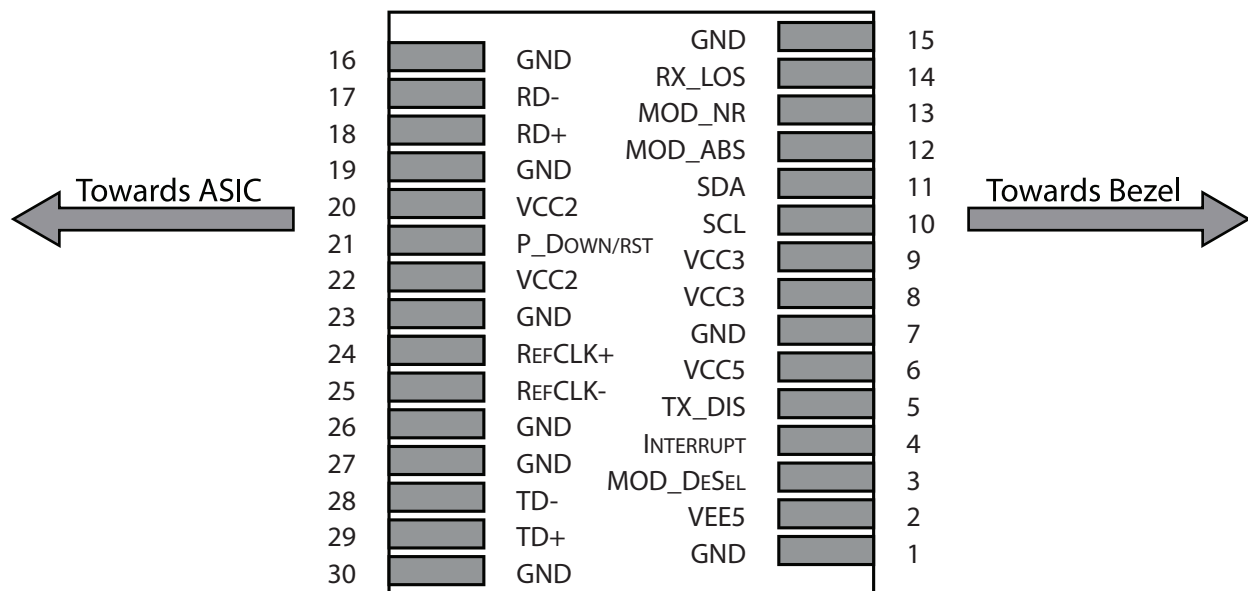 GND 15
16 GND
RX_LOS 14
17 RD-
MOD_NR 13
18 RD+
MOD_ABS 12
19 GND
Towards ASIC
SDA 11
Towards Bezel
20 VCC2
SCL 10
21 P_DOWN/RST
VCC3 9
22 VCC2
VCC3 8
23 GND
GND 7
24 REFCLK+
VCC5 6
25 REFCLK-
TX_DIS 5
26 GND
INTERRUPT 4
27 GND
MOD_DESEL 3
28 TD-
VEE5 2
29 TD+
GND 1
30 GND